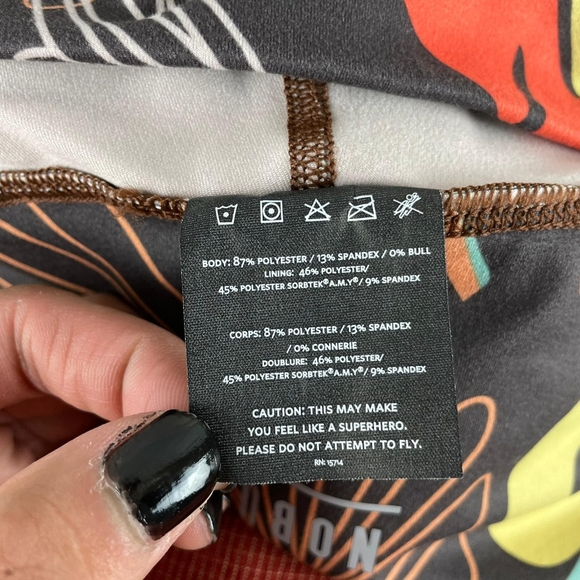 BODY: 87% POLYESTER / 13% SPANDEX / 0% BULL
LINING: 46% POLYESTER/
45% POLYESTER SORBTEK®A.M.Y®/ 9% SPANDEX
CORPS: 87% POLYESTER / 13% SPANDEX
/ 0% CONNERIE
DOUBLURE: 46% POLYESTER/
45% POLYESTER SORBTEK®A.M.Y®/ 9% SPANDEX
CAUTION: THIS MAY MAKE
YOU FEEL LIKE A SUPERHERO.
PLEASE DO NOT ATTEMPT TO FLY.
RN: 15714
NOBU